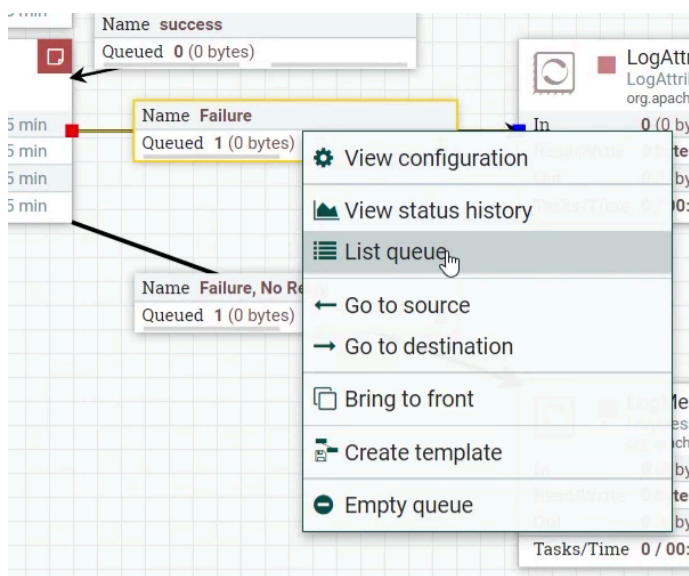 Name success
Queued 0 (0 bytes)
LogAttri
LogAttri
org.apach
Name Failure
Queued 1 (0 bytes)
5 min
5 min
5 min
5 min
In 0 (0 by
View configuration
View status history
List queue
Name Failure, No Re
Queued 1 (0 bytes)
Go to source
Go to destination
Bring to front
Create template
Empty queue
Tasks/Time 0 / 00: